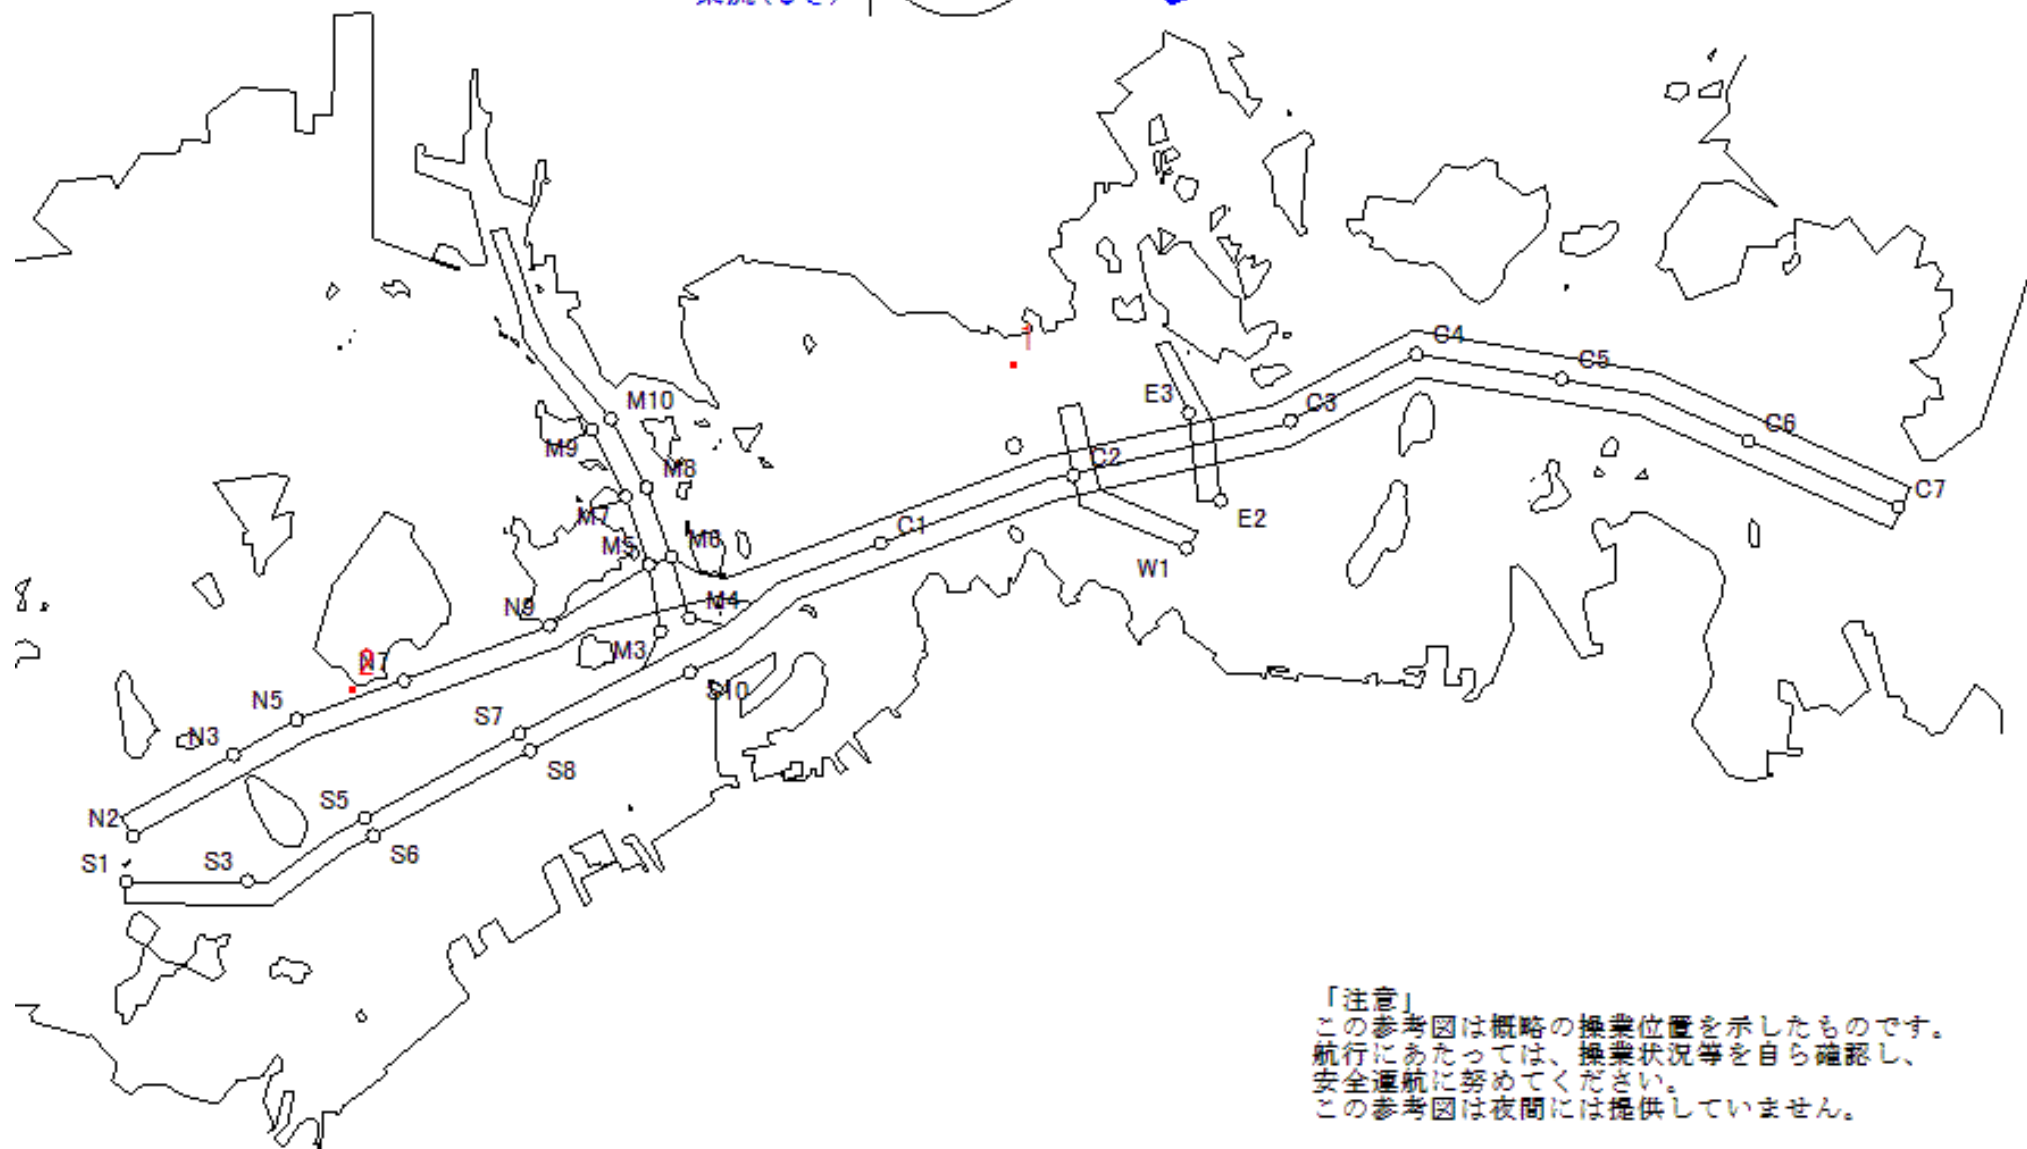 1
C4
C5
E3
M10
C3
C6
M9
M8
C2
C7
M7
E2
C1
M5
M6
W1
N9
M4
M3
N7
N5
S10
N3
S7
S8
S5
N2
S6
S1
S3
「注意」
この参考図は概略の操業位置を示したものです。
航行にあたっては、操業状況等を自ら確認し、
安全運航に努めてください。
この参考図は夜間には提供していません。